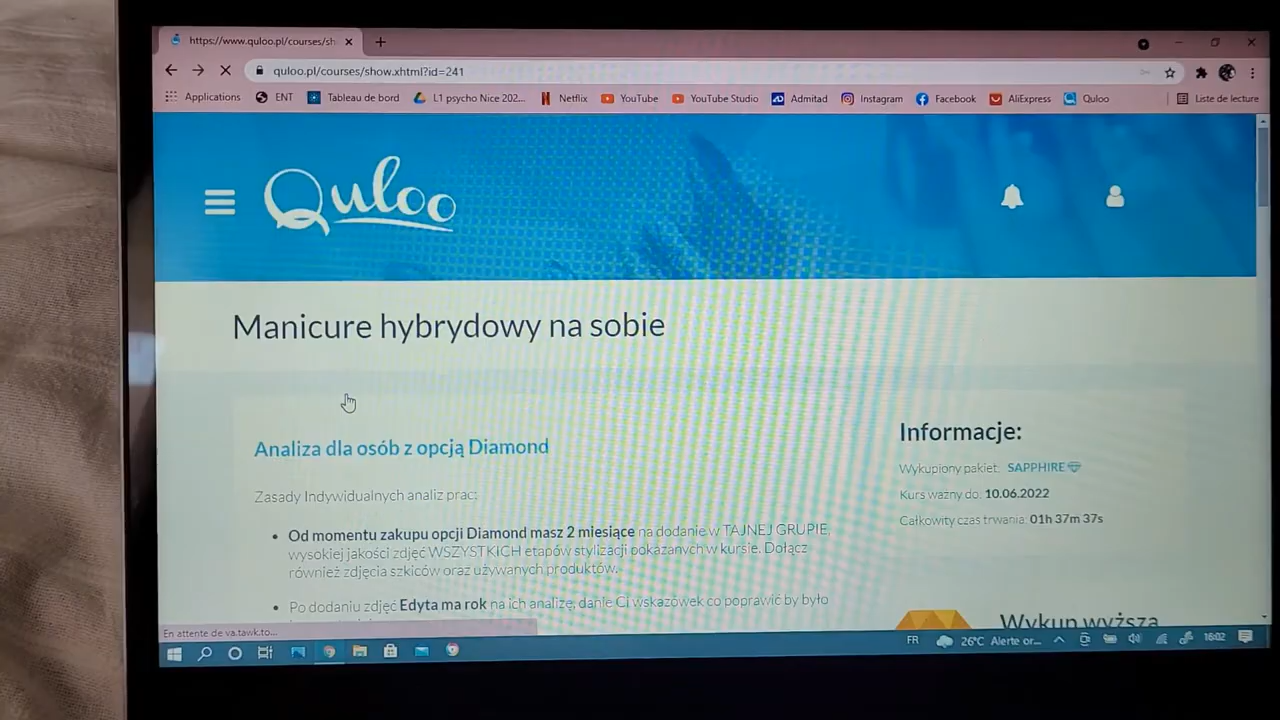 https://www.quloo.pl/courses/sh
quloo.pl/courses/show.xhtml?id=241
Applications ENT Tableau de bord L1 psycho Nice 202... Netflix YouTube YouTube Studio Admitad Instagram Facebook AliExpress Quloo Liste de lecture
Quloo
Manicure hybrydowy na sobie
Analiza dla osób z opcją Diamond
Zasady Indywidualnych analiz prac:
• Od momentu zakupu opcji Diamond masz 2 miesiące na dodanie w TAJNEJ GRUPIE,
wysokiej jakości zdjęć WSZYSTKICH etapów stylizacji pokazanych w kursie. Dołącz
również zdjęcia szkiców oraz używanych produktów.
• Po dodaniu zdjęć Edyta ma rok na ich analizę, danie Ci wskazówek co poprawić by było
Informacje:
Wykupiony pakiet: SAPPHIRE
Kurs ważny do: 10.06.2022
Całkowity czas trwania: 01h 37m 37s
Wykup wyższą
En attente de va.tawk.to...
FR 26°C Alerte or... 16:02